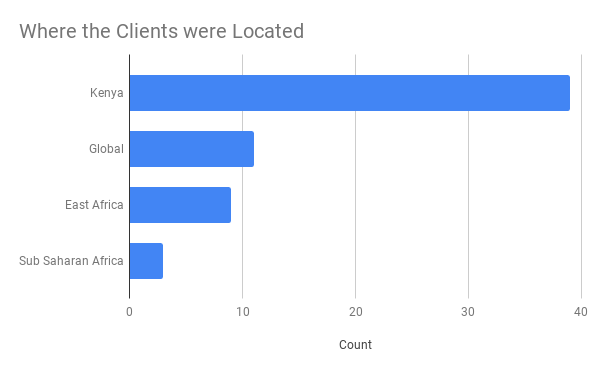 Where the Clients were Located
Kenya
Global
East Africa
Sub Saharan Africa
0 10 20 30 40
Count